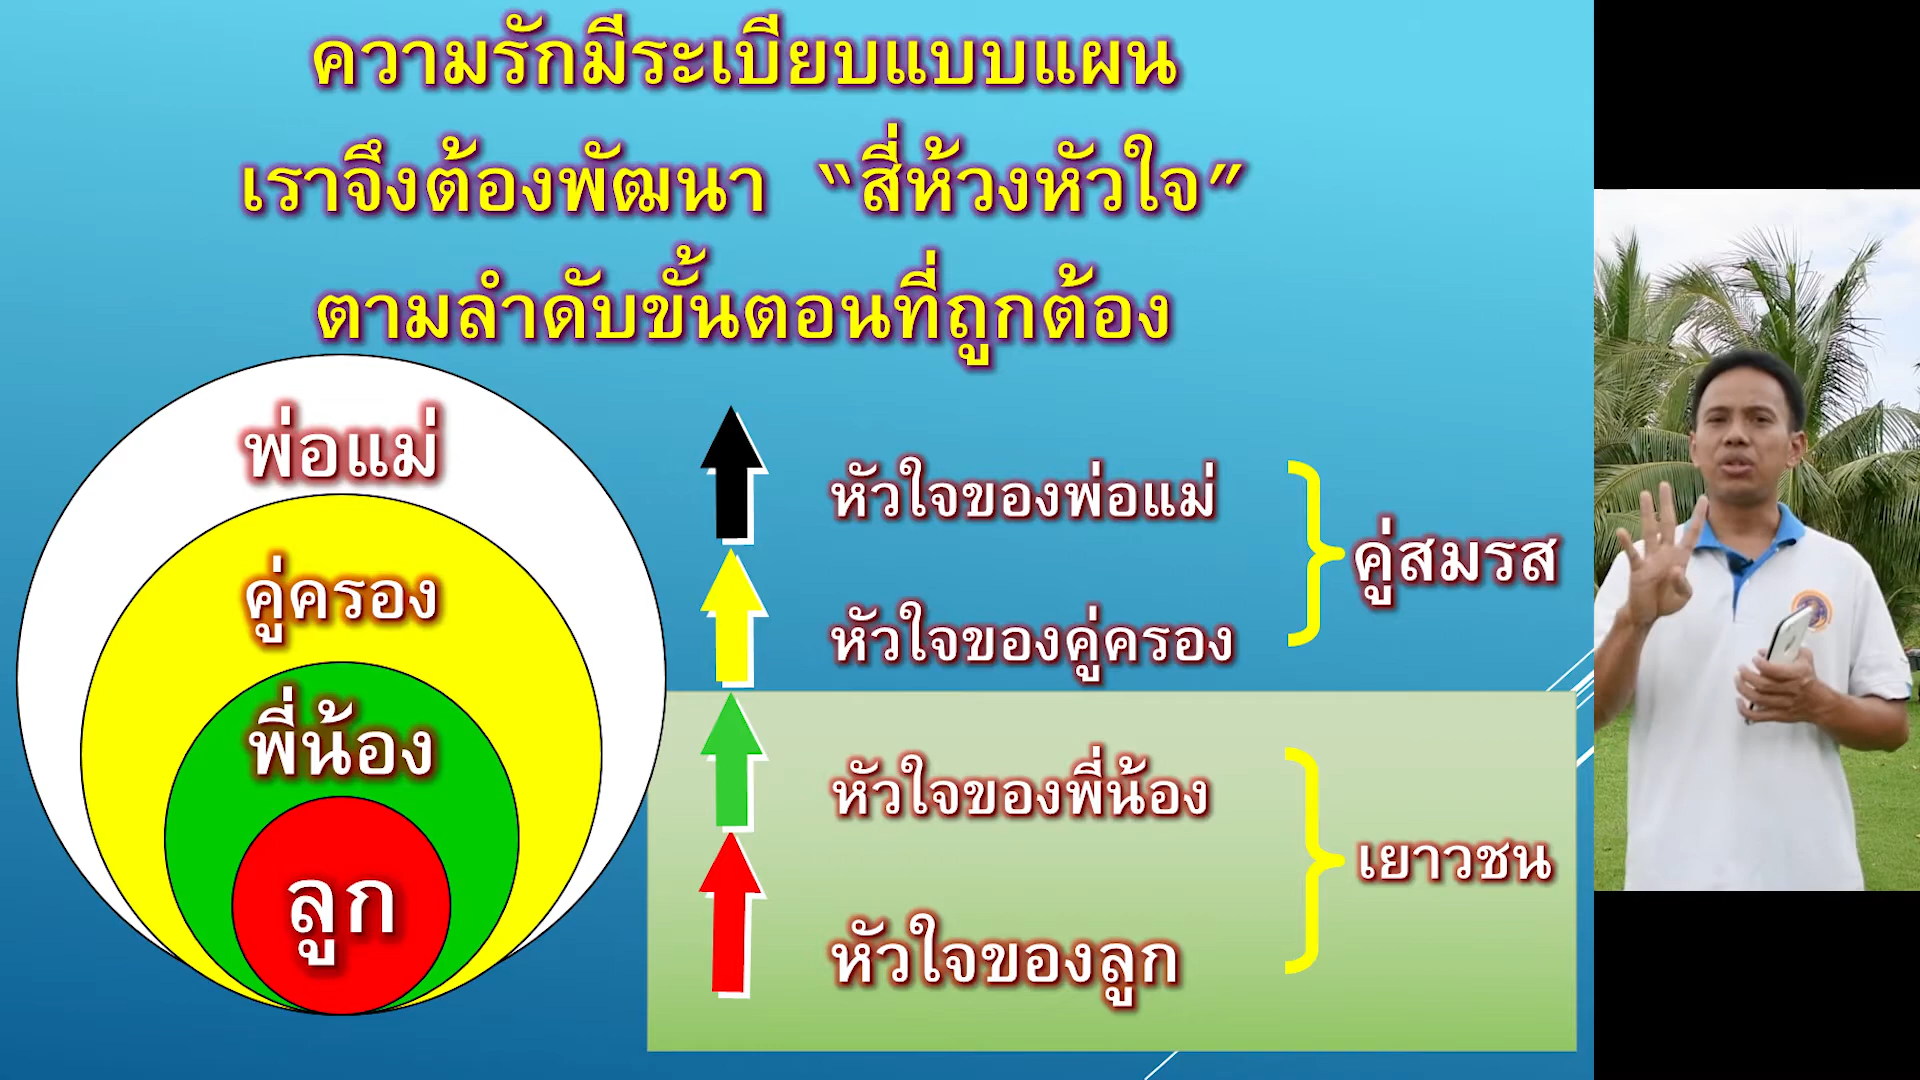 ความรักมีระเบียบแบบแผน
เราจึงต้องพัฒนา “สี่ห้วงหัวใจ”
ตามลำดับขั้นตอนที่ถูกต้อง
พ่อแม่
คู่ครอง
พี่น้อง
ลูก
หัวใจของพ่อแม่
หัวใจของคู่ครอง
คู่สมรส
หัวใจของพี่น้อง
หัวใจของลูก
เยาวชน